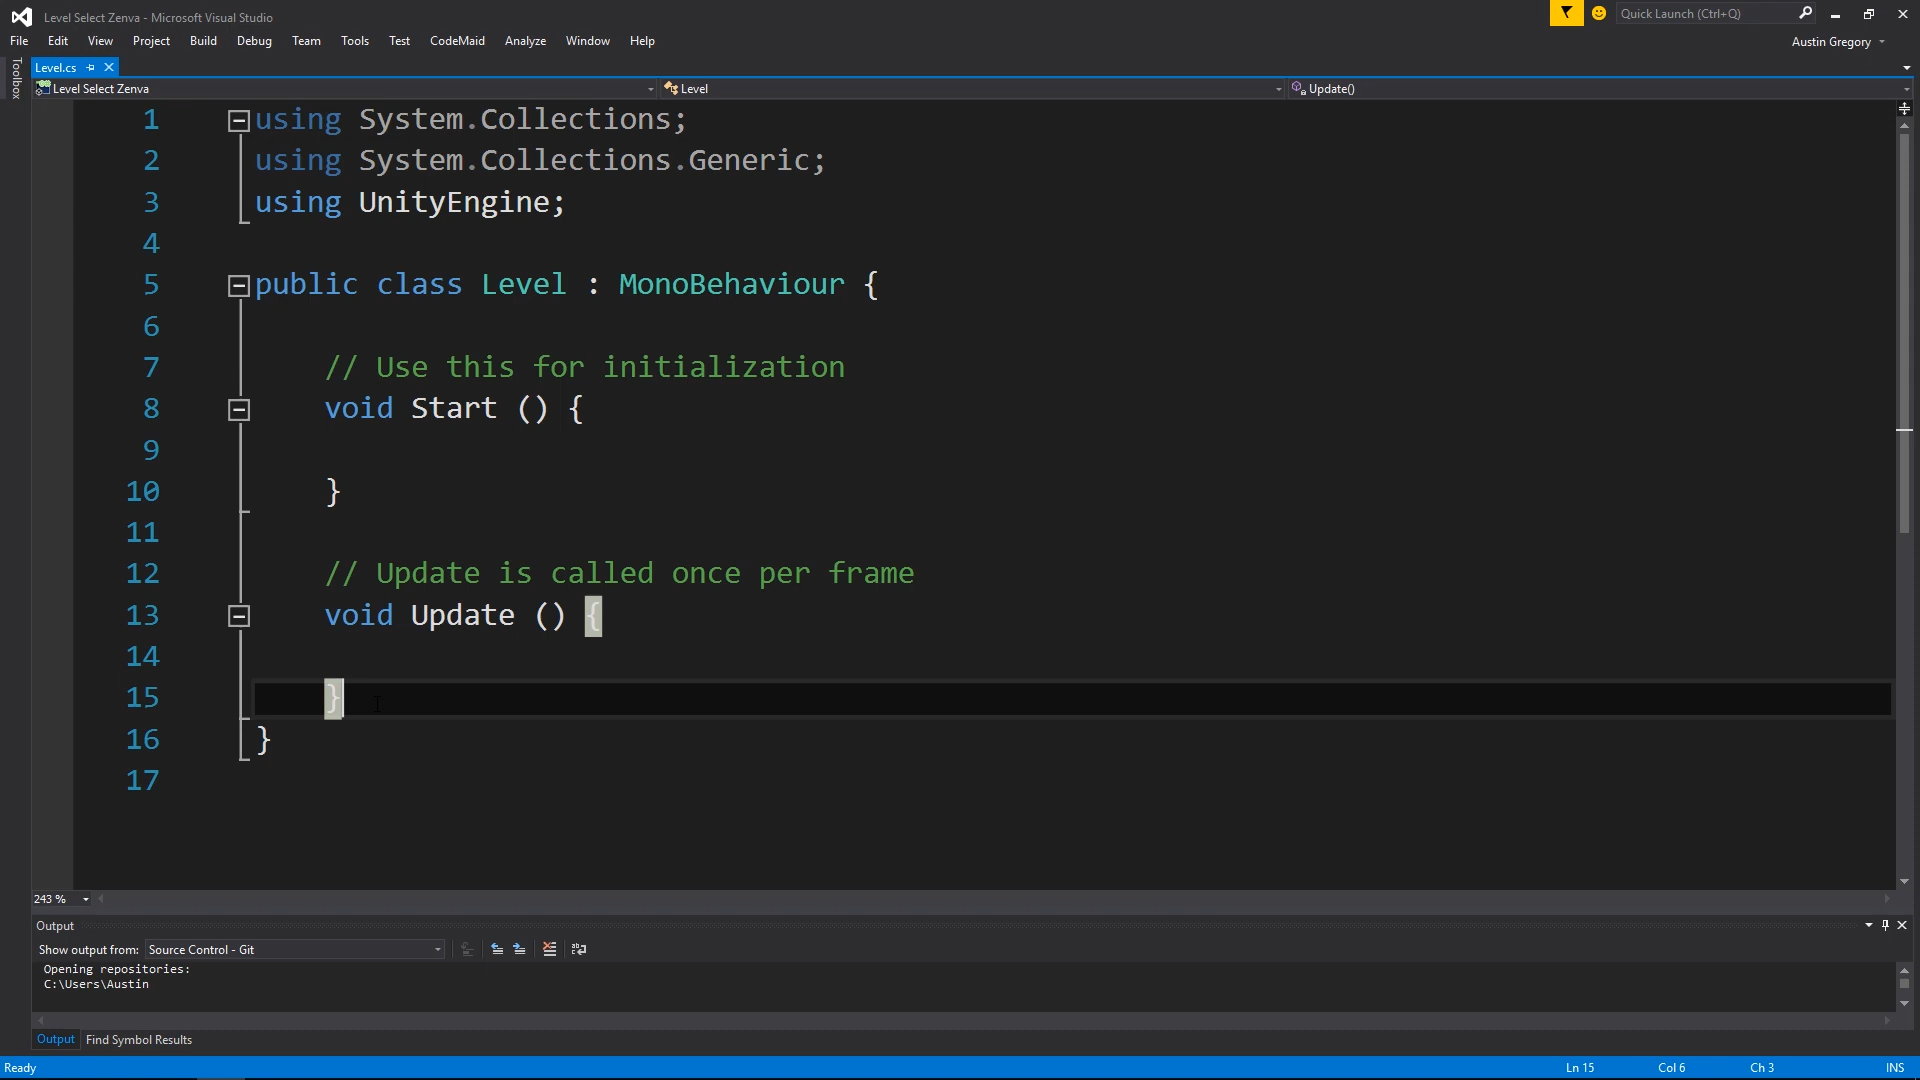 Level Select Zenva - Microsoft Visual Studio
Quick Launch (Ctrl+Q)
File Edit View Project Build Debug Team Tools Test CodeMaid Analyze Window Help
Austin Gregory
Toolbox
Level.cs
Level Select Zenva
Level
Update()
1 using System.Collections;
2 using System.Collections.Generic;
3 using UnityEngine;
4
5 public class Level : MonoBehaviour {
6
7 // Use this for initialization
8 void Start () {
9
10 }
11
12 // Update is called once per frame
13 void Update () {
14
15 }
16 }
17
243 %
Output
Show output from: Source Control - Git
Opening repositories:
C:\Users\Austin
Output Find Symbol Results
Ready
Ln 15 Col 6 Ch 3 INS